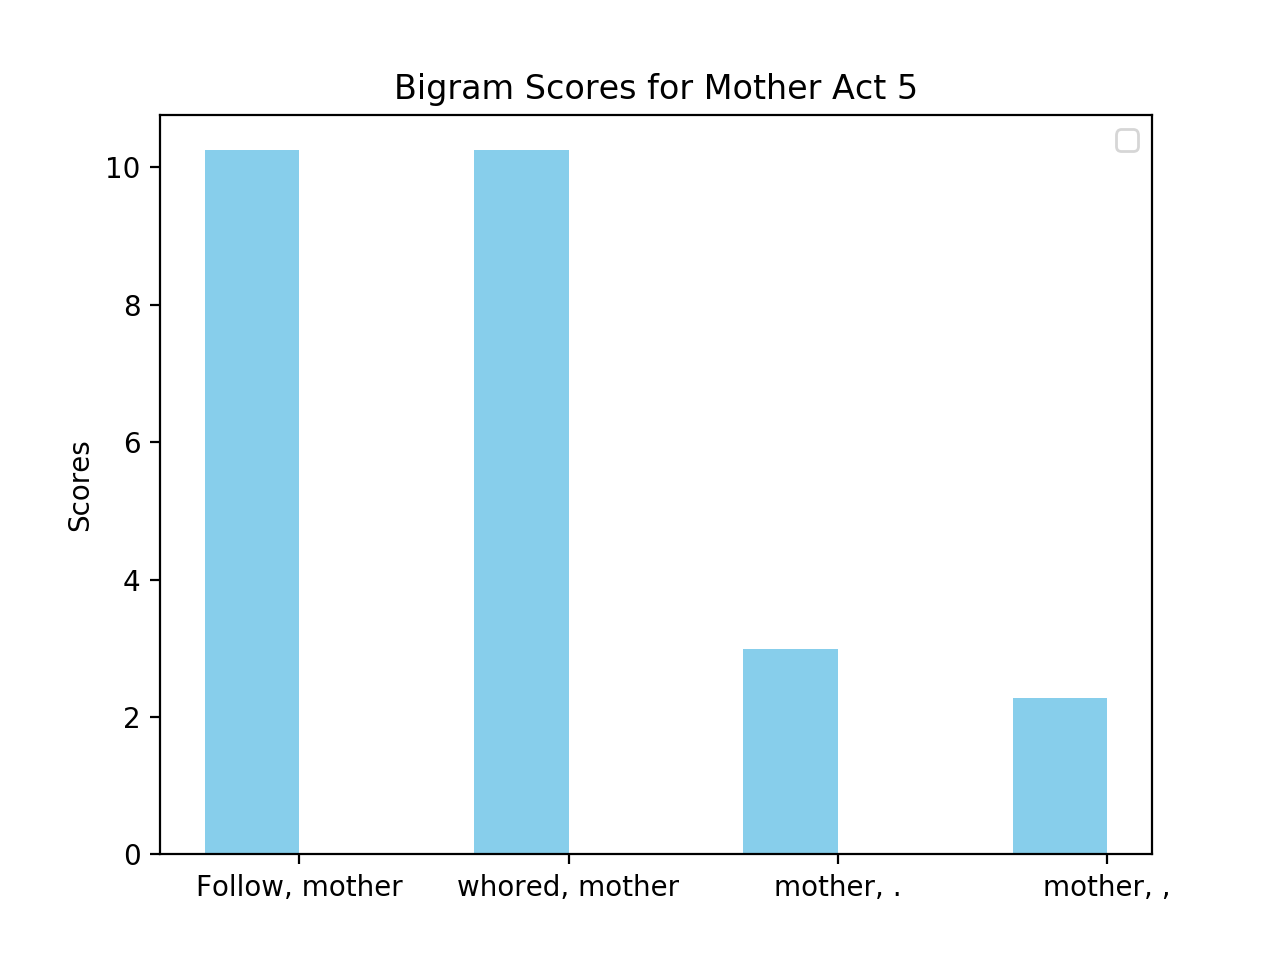 Bigram Scores for Mother Act 5
10
8
6
4
2
0
Scores
Follow, mother
whored, mother
mother, .
mother, ,